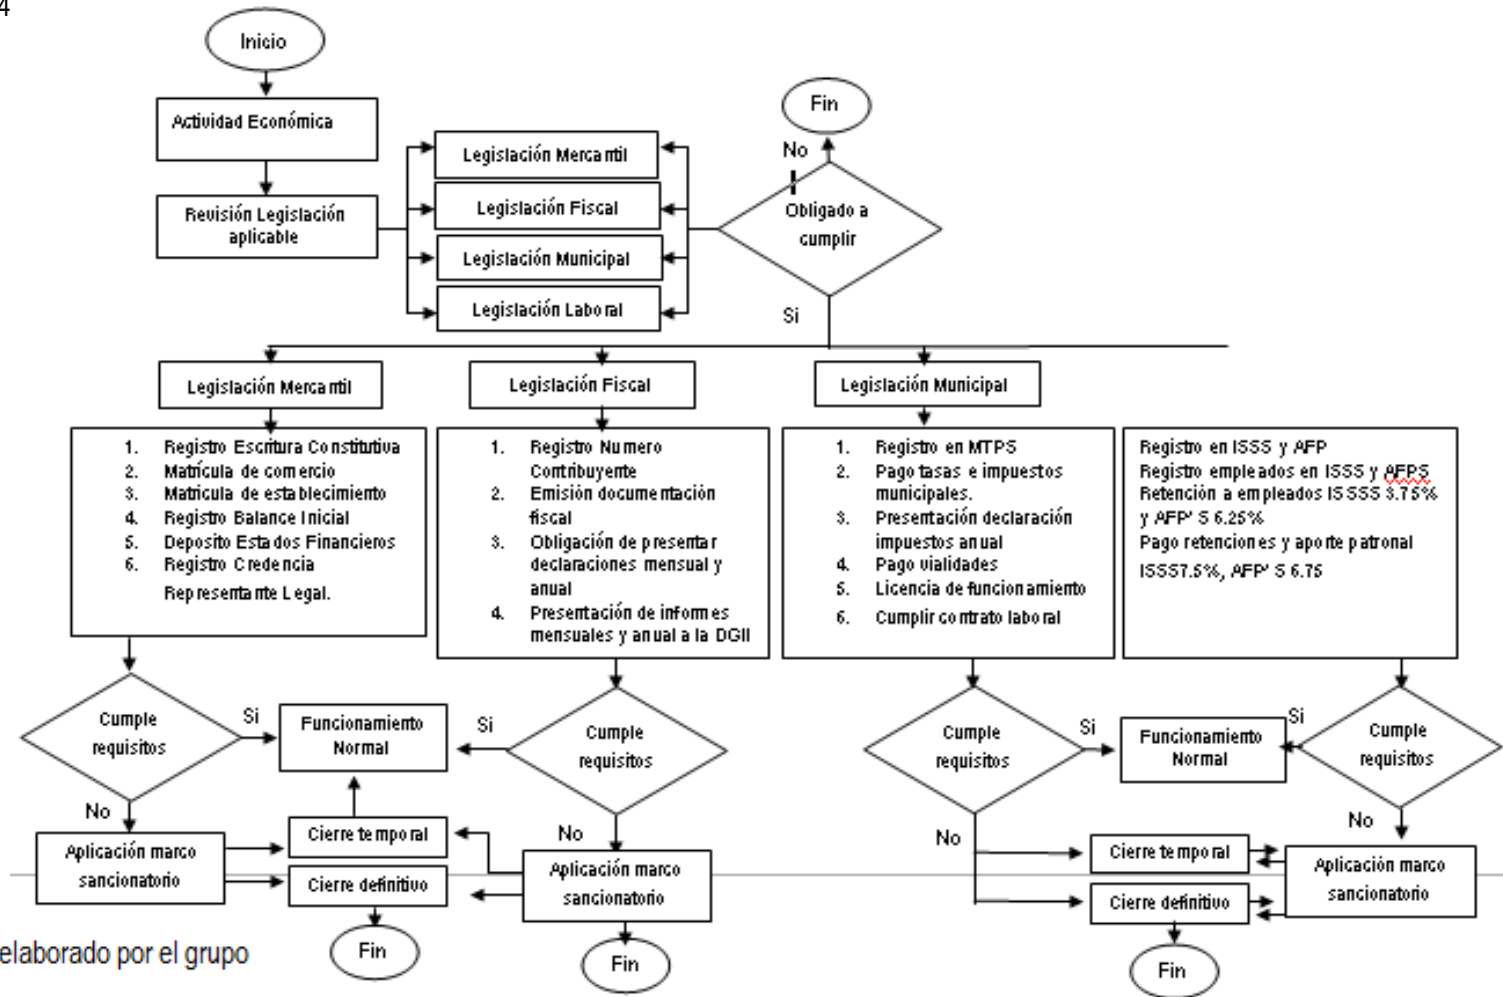 4
Inicio
Actividad Económica
Revisión Legislación
aplicable
Legislación Mercantil
Legislación Fiscal
Legislación Municipal
Legislación Laboral
Fin
No
Obligado a
cumplir
Si
Legislación Mercantil
Legislación Fiscal
Legislación Municipal
1. Registro Escritura Constitutiva
2. Matrícula de comercio
3. Matricula de establecimiento
4. Registro Balance Inicial
5. Deposito Estados Financieros
6. Registro Credencia
Representante Legal.
1. Registro Numero
Contribuyente
2. Emisión documentación
fiscal
3. Obligación de presentar
declaraciones mensual y
anual
4. Presentación de informes
mensuales y anual a la DGII
1. Registro en MTPS
2. Pago tasas e impuestos
municipales.
3. Presentación declaración
impuestos anual
4. Pago vialidades
5. Licencia de funcionamiento
6. Cumplir contrato laboral
Registro en ISSS y AFP
Registro empleados en ISSS y AFPS
Retención a empleados ISSSS 3.75%
y AFP' S 6.25%
Pago retenciones y aporte patronal
ISSS7.5%, AFP' S 6.75
Cumple
requisitos
Si
Funcionamiento
Normal
Si
Cumple
requisitos
Cumple
requisitos
Si
Funcionamiento
Normal
Si
Cumple
requisitos
No
Aplicación marco
sancionatorio
Cierre temporal
Cierre definitivo
No
Aplicación marco
sancionatorio
No
Cierre temporal
Cierre definitivo
No
Aplicación marco
sancionatorio
Fin
Fin
Fin
elaborado por el grupo